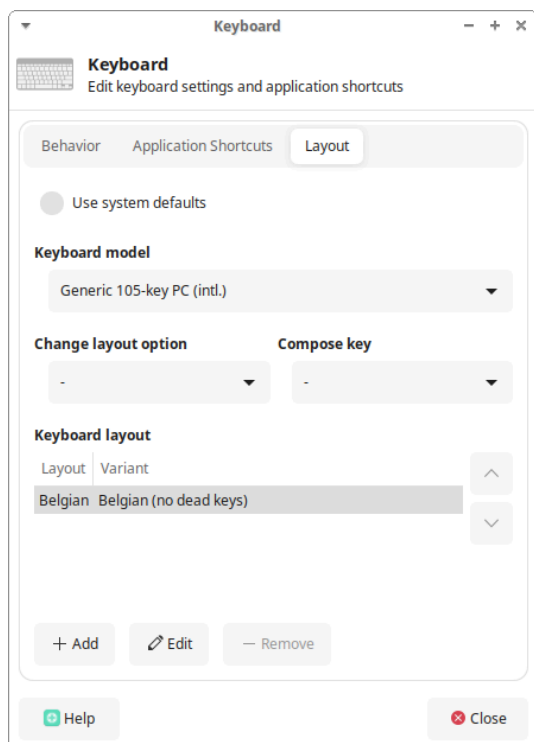 Keyboard
Keyboard
Edit keyboard settings and application shortcuts
Behavior Application Shortcuts Layout
Use system defaults
Keyboard model
Generic 105-key PC (intl.)
Change layout option Compose key
- -
Keyboard layout
Layout Variant
Belgian Belgian (no dead keys)
Add Edit Remove
Help Close